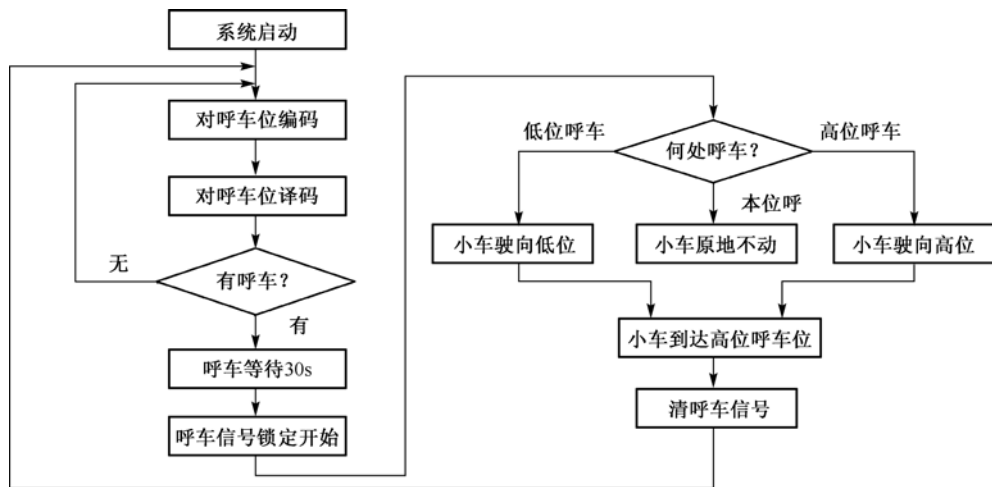 系统启动
对呼车位编码
对呼车位译码
无
有呼车？
有
呼车等待30s
呼车信号锁定开始
低位呼车
高位呼车
何处呼车？
本位呼
小车驶向低位
小车原地不动
小车驶向高位
小车到达高位呼车位
清呼车信号